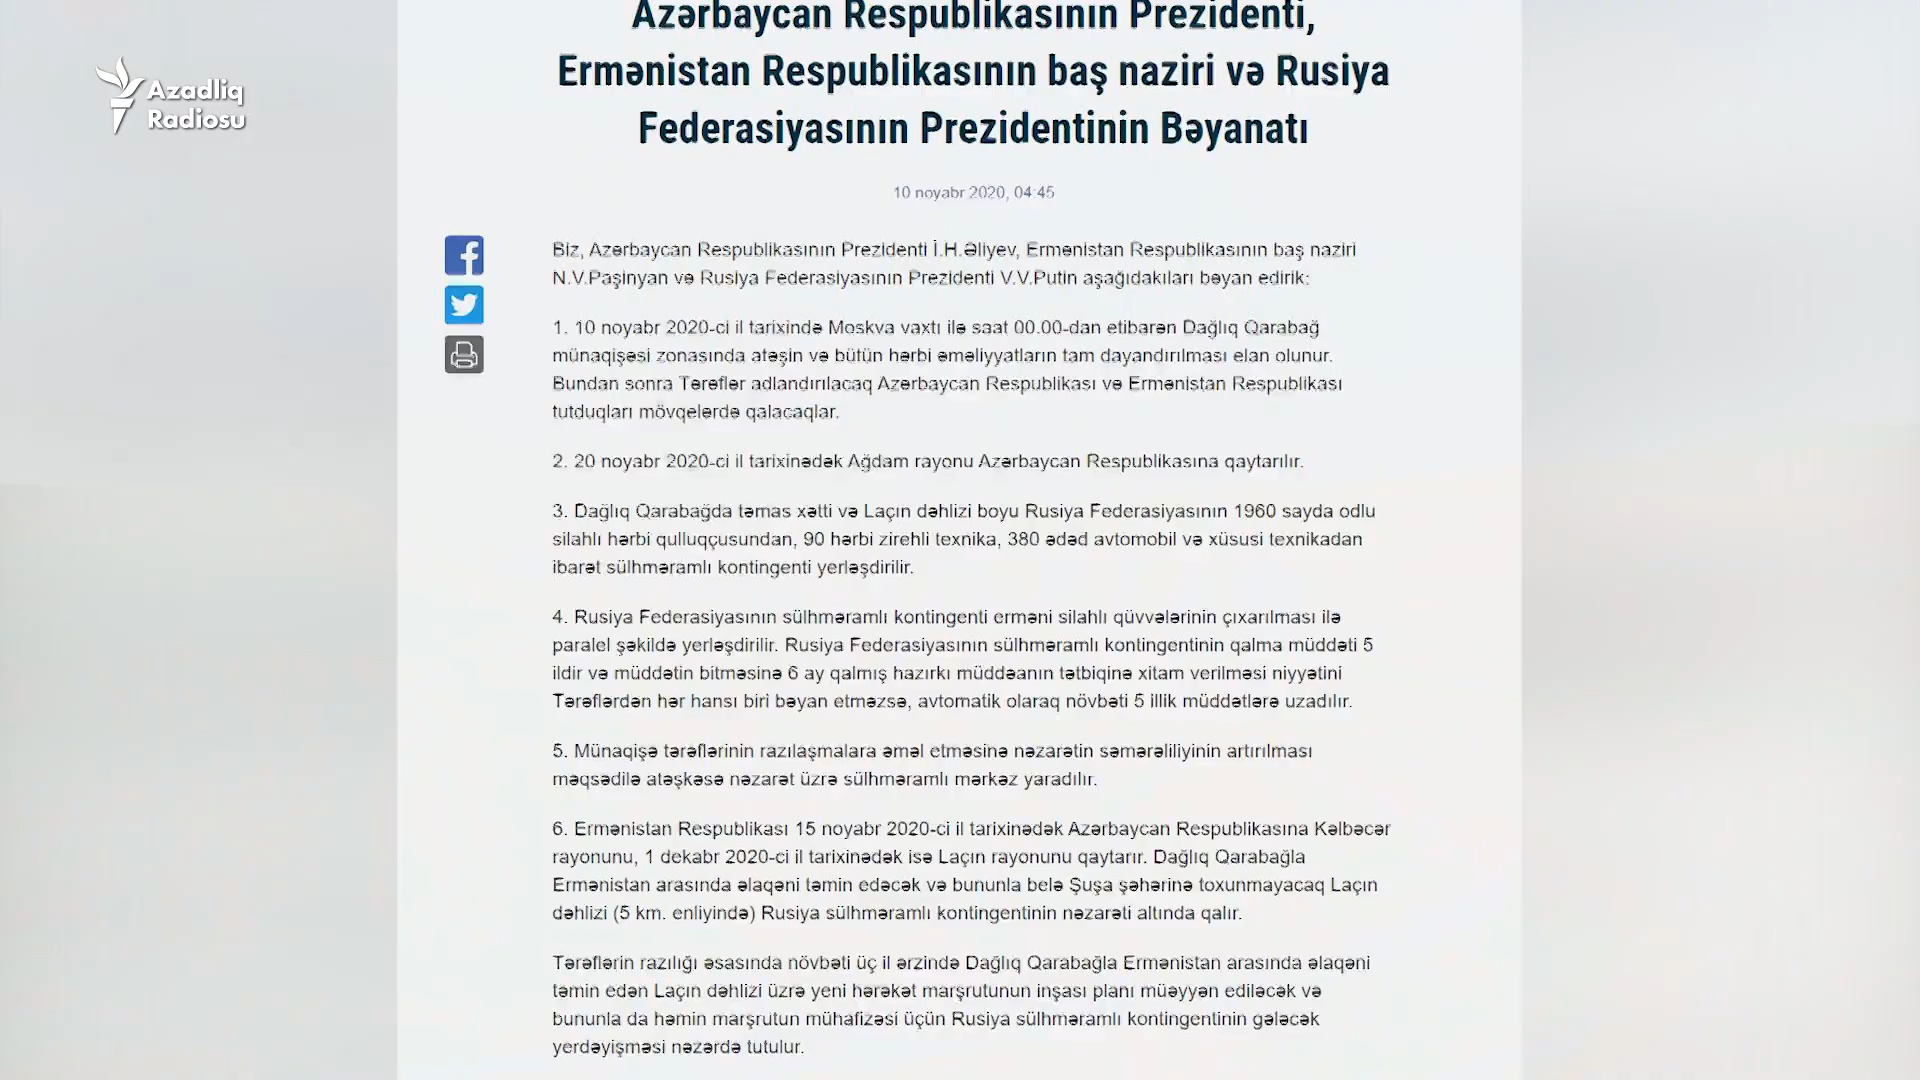 Azərbaycan Respublikasının Prezidenti,
Ermənistan Respublikasının baş naziri və Rusiya
Federasiyasının Prezidentinin Bəyanatı
Azadlıq
Radiosu
10 noyabr 2020, 04:45
Biz, Azərbaycan Respublikasının Prezidenti İ.H.Əliyev, Ermənistan Respublikasının baş naziri
N.V.Paşinyan və Rusiya Federasiyasının Prezidenti V.V.Putin aşağıdakıları bəyan edirik:
1. 10 noyabr 2020-ci il tarixində Moskva vaxtı ilə saat 00.00-dan etibarən Dağlıq Qarabağ
münaqişəsi zonasında atəşin və bütün hərbi əməliyyatların tam dayandırılması elan olunur.
Bundan sonra Tərəflər adlandırılacaq Azərbaycan Respublikası və Ermənistan Respublikası
tutduqları mövqelərdə qalacaqlar.
2. 20 noyabr 2020-ci il tarixinədək Ağdam rayonu Azərbaycan Respublikasına qaytarılır.
3. Dağlıq Qarabağda təmas xətti və Laçın dəhlizi boyu Rusiya Federasiyasının 1960 sayda odlu
silahlı hərbi qulluqçusundan, 90 hərbi zirehli texnika, 380 ədəd avtomobil və xüsusi texnikadan
ibarət sülhməramlı kontingenti yerləşdirilir.
4. Rusiya Federasiyasının sülhməramlı kontingenti erməni silahlı qüvvələrinin çıxarılması ilə
paralel şəkildə yerləşdirilir. Rusiya Federasiyasının sülhməramlı kontingentinin qalma müddəti 5
ildir və müddətin bitməsinə 6 ay qalmış hazırkı müddəanın tətbiqinə xitam verilməsi niyyətini
Tərəflərdən hər hansı biri bəyan etməzsə, avtomatik olaraq növbəti 5 illik müddətlərə uzadılır.
5. Münaqişə tərəflərinin razılaşmalara əməl etməsinə nəzarətin səmərəliliyinin artırılması
məqsədilə atəşkəsə nəzarət üzrə sülhməramlı mərkəz yaradılır.
6. Ermənistan Respublikası 15 noyabr 2020-ci il tarixinədək Azərbaycan Respublikasına Kəlbəcər
rayonunu, 1 dekabr 2020-ci il tarixinədək isə Laçın rayonunu qaytarır. Dağlıq Qarabağla
Ermənistan arasında əlaqəni təmin edəcək və bununla belə Şuşa şəhərinə toxunmayacaq Laçın
dəhlizi (5 km. enliyində) Rusiya sülhməramlı kontingentinin nəzarəti altında qalır.
Tərəflərin razılığı əsasında növbəti üç il ərzində Dağlıq Qarabağla Ermənistan arasında əlaqəni
təmin edən Laçın dəhlizi üzrə yeni hərəkət marşrutunun inşası planı müəyyən ediləcək və
bununla da həmin marşrutun mühafizəsi üçün Rusiya sülhməramlı kontingentinin gələcək
yerdəyişməsi nəzərdə tutulur.